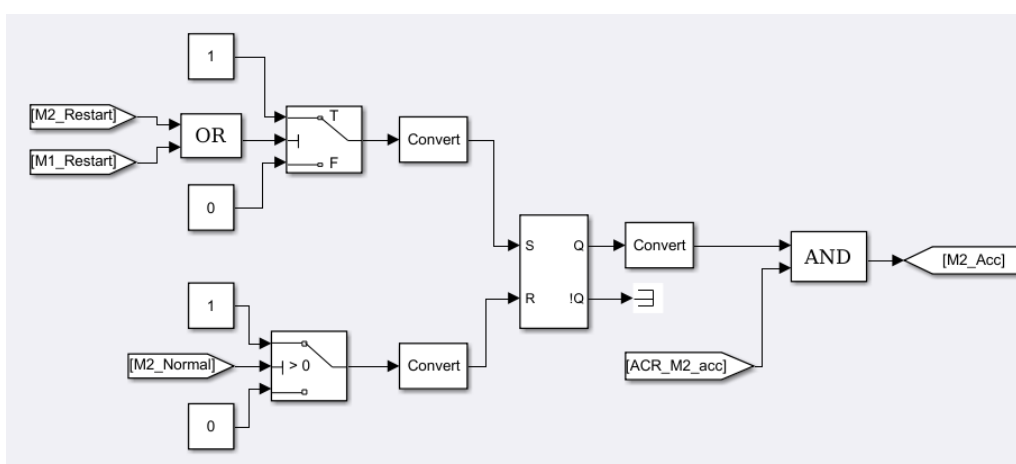 1
[M2_Restart]
OR
T
[M1_Restart]
F
Convert
0
S
Q
Convert
AND
[M2_Acc]
R
!Q
1
[M2_Normal]
> 0
Convert
[ACR_M2_acc]
0